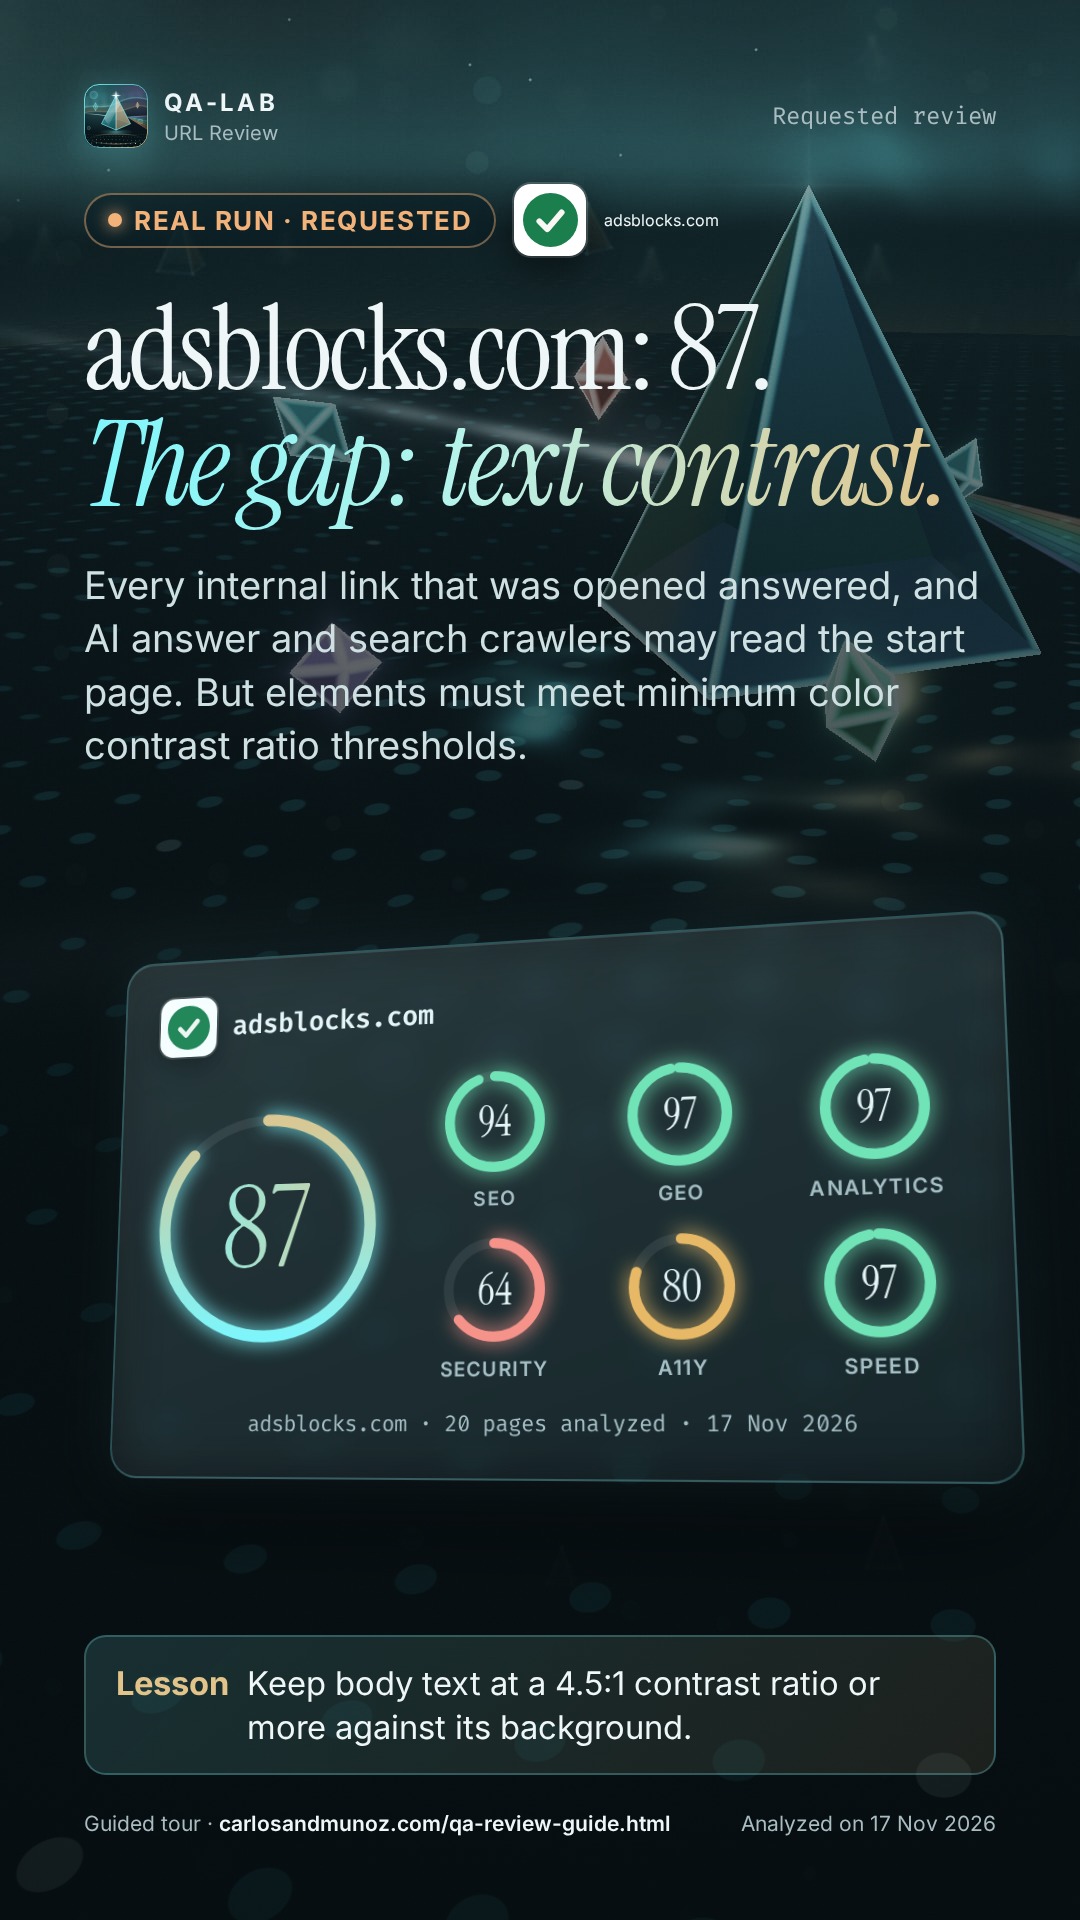 QA-LAB
URL Review
Requested review
REAL RUN · REQUESTED
adsblocks.com
adsblocks.com: 87.
The gap: text contrast.
Every internal link that was opened answered, and
AI answer and search crawlers may read the start
page. But elements must meet minimum color
contrast ratio thresholds.
adsblocks.com
87
94
SEO
97
GEO
97
ANALYTICS
64
SECURITY
80
A11Y
97
SPEED
adsblocks.com · 20 pages analyzed · 17 Nov 2026
Lesson Keep body text at a 4.5:1 contrast ratio or
more against its background.
Guided tour · carlosandmunoz.com/qa-review-guide.html
Analyzed on 17 Nov 2026